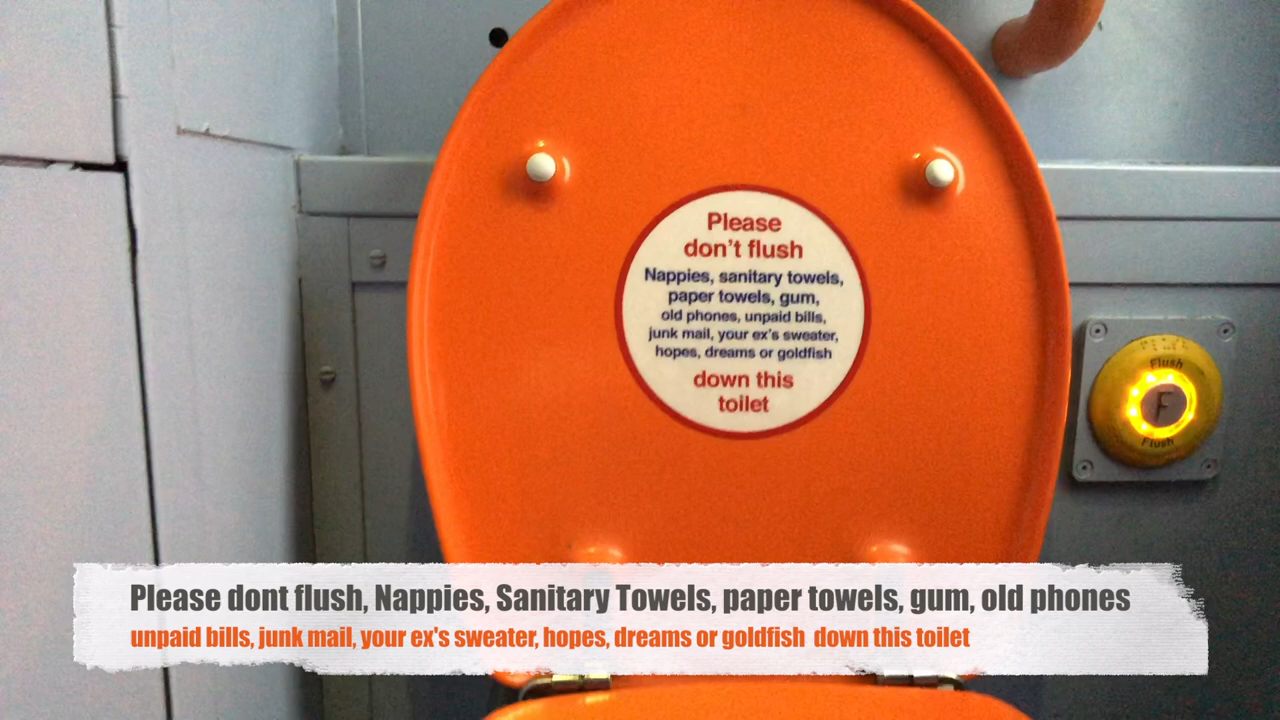 Please
don't flush
Nappies, sanitary towels,
paper towels, gum,
old phones, unpaid bills,
junk mail, your ex's sweater,
hopes, dreams or goldfish
down this
toilet
Flush
F
Flush
Please dont flush, Nappies, Sanitary Towels, paper towels, gum, old phones
unpaid bills, junk mail, your ex's sweater, hopes, dreams or goldfish down this toilet